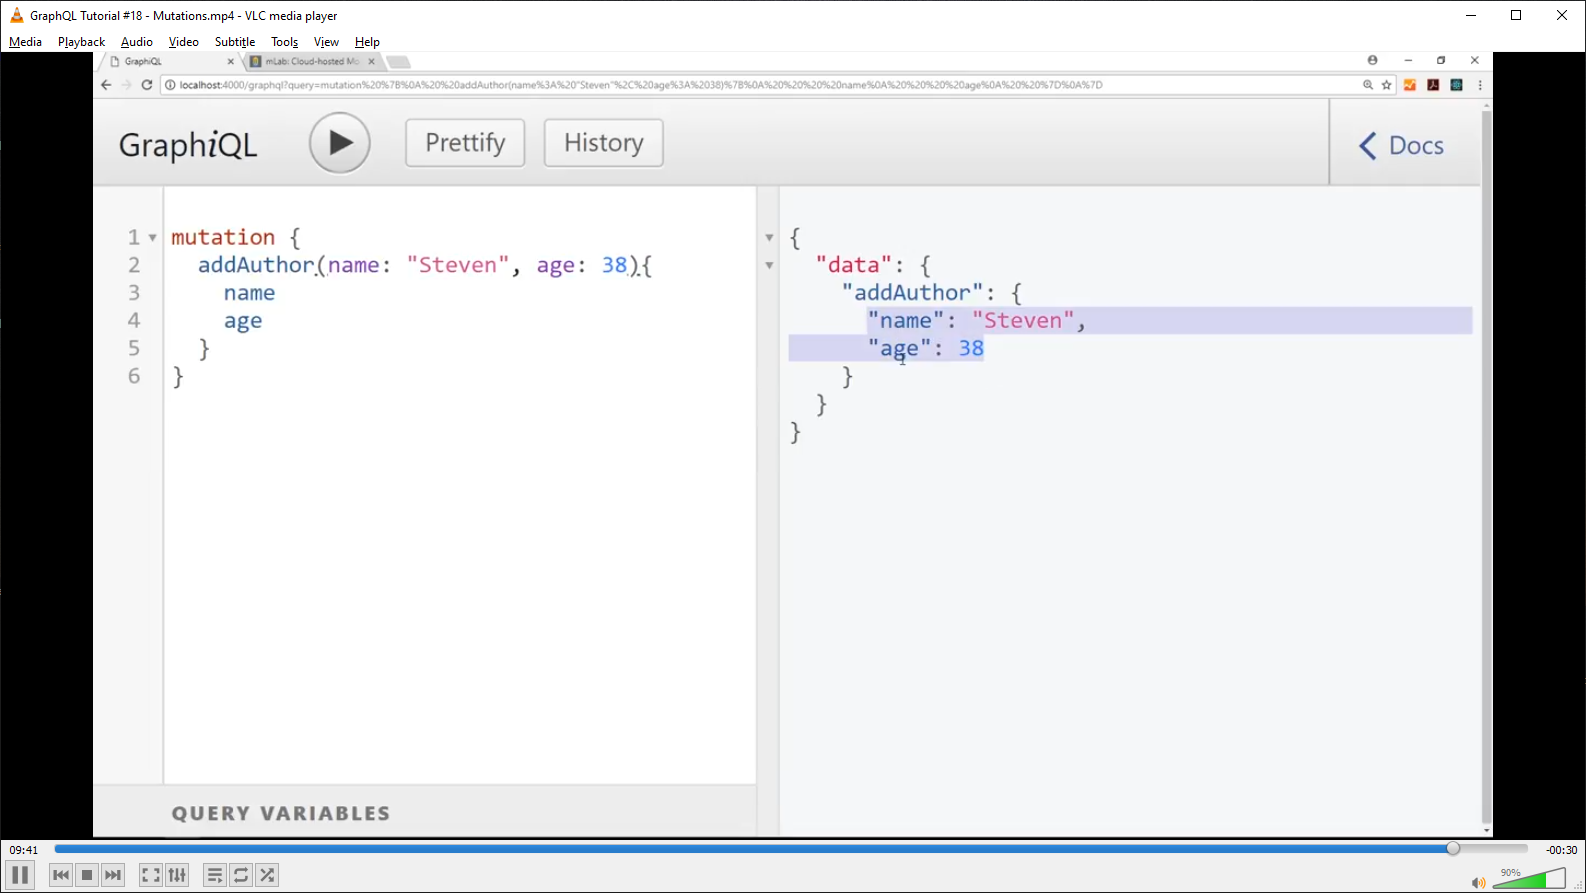 GraphQL Tutorial #18 - Mutations.mp4 - VLC media player
Media Playback Audio Video Subtitle Tools View Help
GraphiQL mLab: Cloud-hosted Mo
localhost:4000/graphql?query=mutation%20%7B%0A%20%20addAuthor(name%3A%20"Steven"%2C%20age%3A%2038)%7B%0A%20%20%20%20name%0A%20%20%20%20age%0A%20%20%7D%0A%7D
GraphiQL Prettify History Docs
1 mutation {
2 addAuthor(name: "Steven", age: 38){
3 name
4 age
5 }
6 }
{
"data": {
"addAuthor": {
"name": "Steven",
"age": 38
}
}
}
QUERY VARIABLES
09:41 -00:30
90%